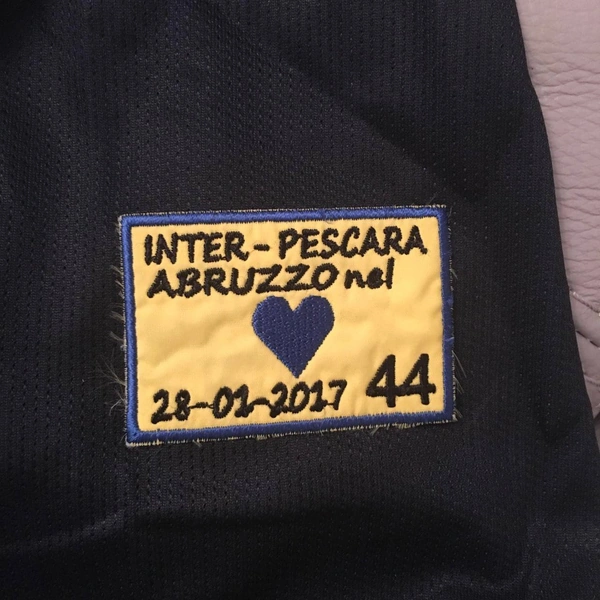 INTER-PESCARA
ABRUZZO nel
28-01-2017 44